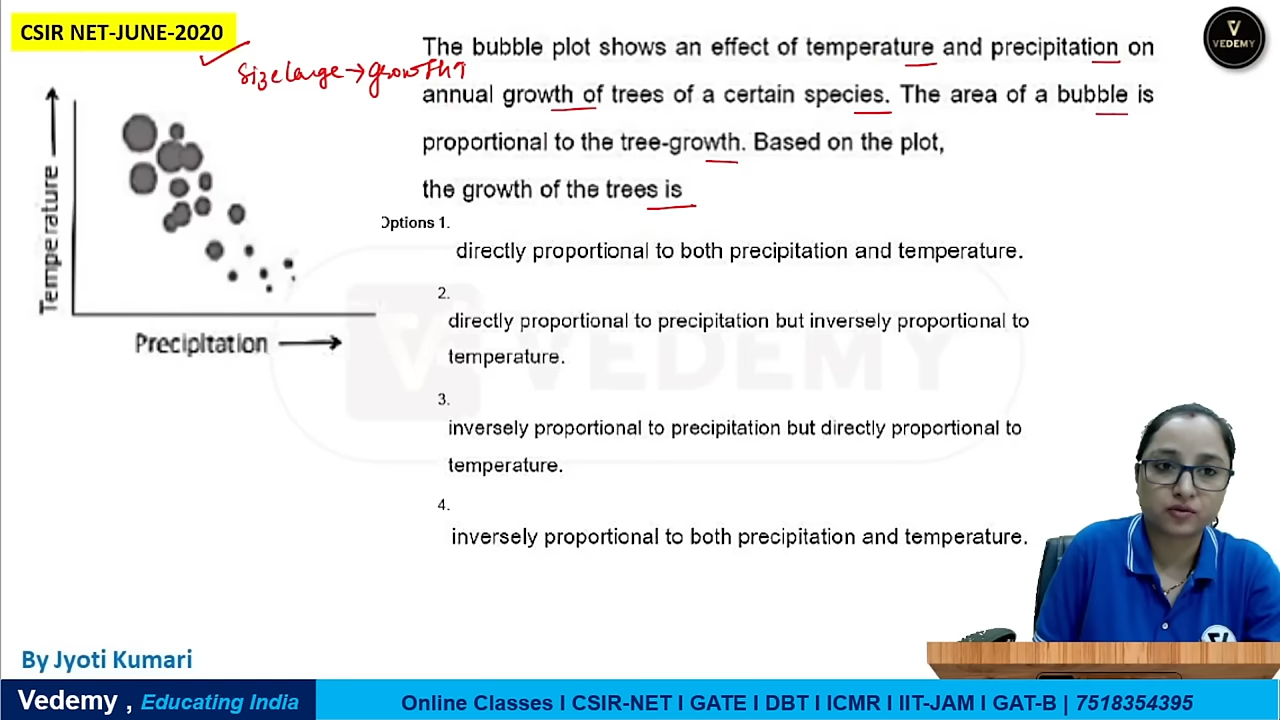 CSIR NET-JUNE-2020
size large → growth↑
The bubble plot shows an effect of temperature and precipitation on
annual growth of trees of a certain species. The area of a bubble is
proportional to the tree-growth. Based on the plot,
the growth of the trees is
Options 1.
directly proportional to both precipitation and temperature.
2.
directly proportional to precipitation but inversely proportional to
temperature.
3.
inversely proportional to precipitation but directly proportional to
temperature.
4.
inversely proportional to both precipitation and temperature.
Temperature
Precipitation
VEDEMY
VEDEMY
By Jyoti Kumari
Vedemy , Educating India
Online Classes I CSIR-NET I GATE I DBT I ICMR I IIT-JAM I GAT-B | 7518354395